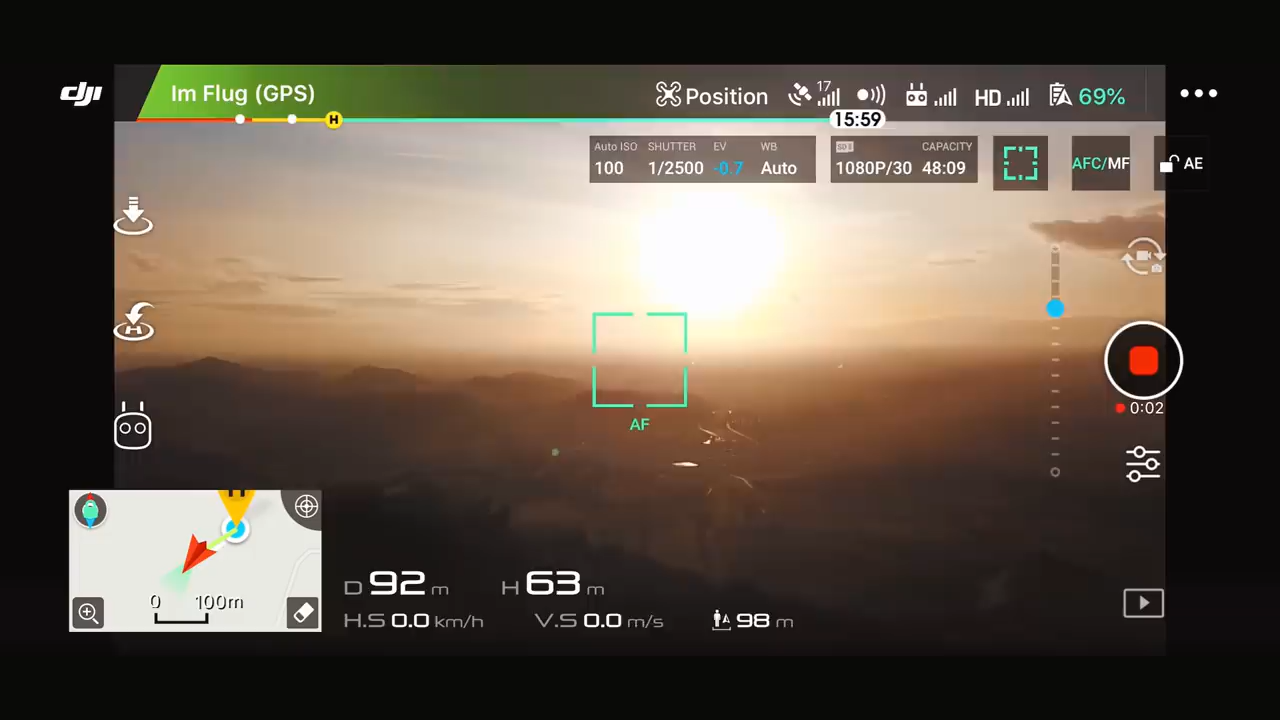 dji
Im Flug (GPS)
Position
17
HD
69%
H
15:59
Auto ISO
100
SHUTTER
1/2500
EV
-0.7
WB
Auto
SD
1080P/30
CAPACITY
48:09
AFC/MF
AE
AF
0:02
H
0 100m
D 92 m
H 63 m
H.S 0.0 km/h
V.S 0.0 m/s
98 m